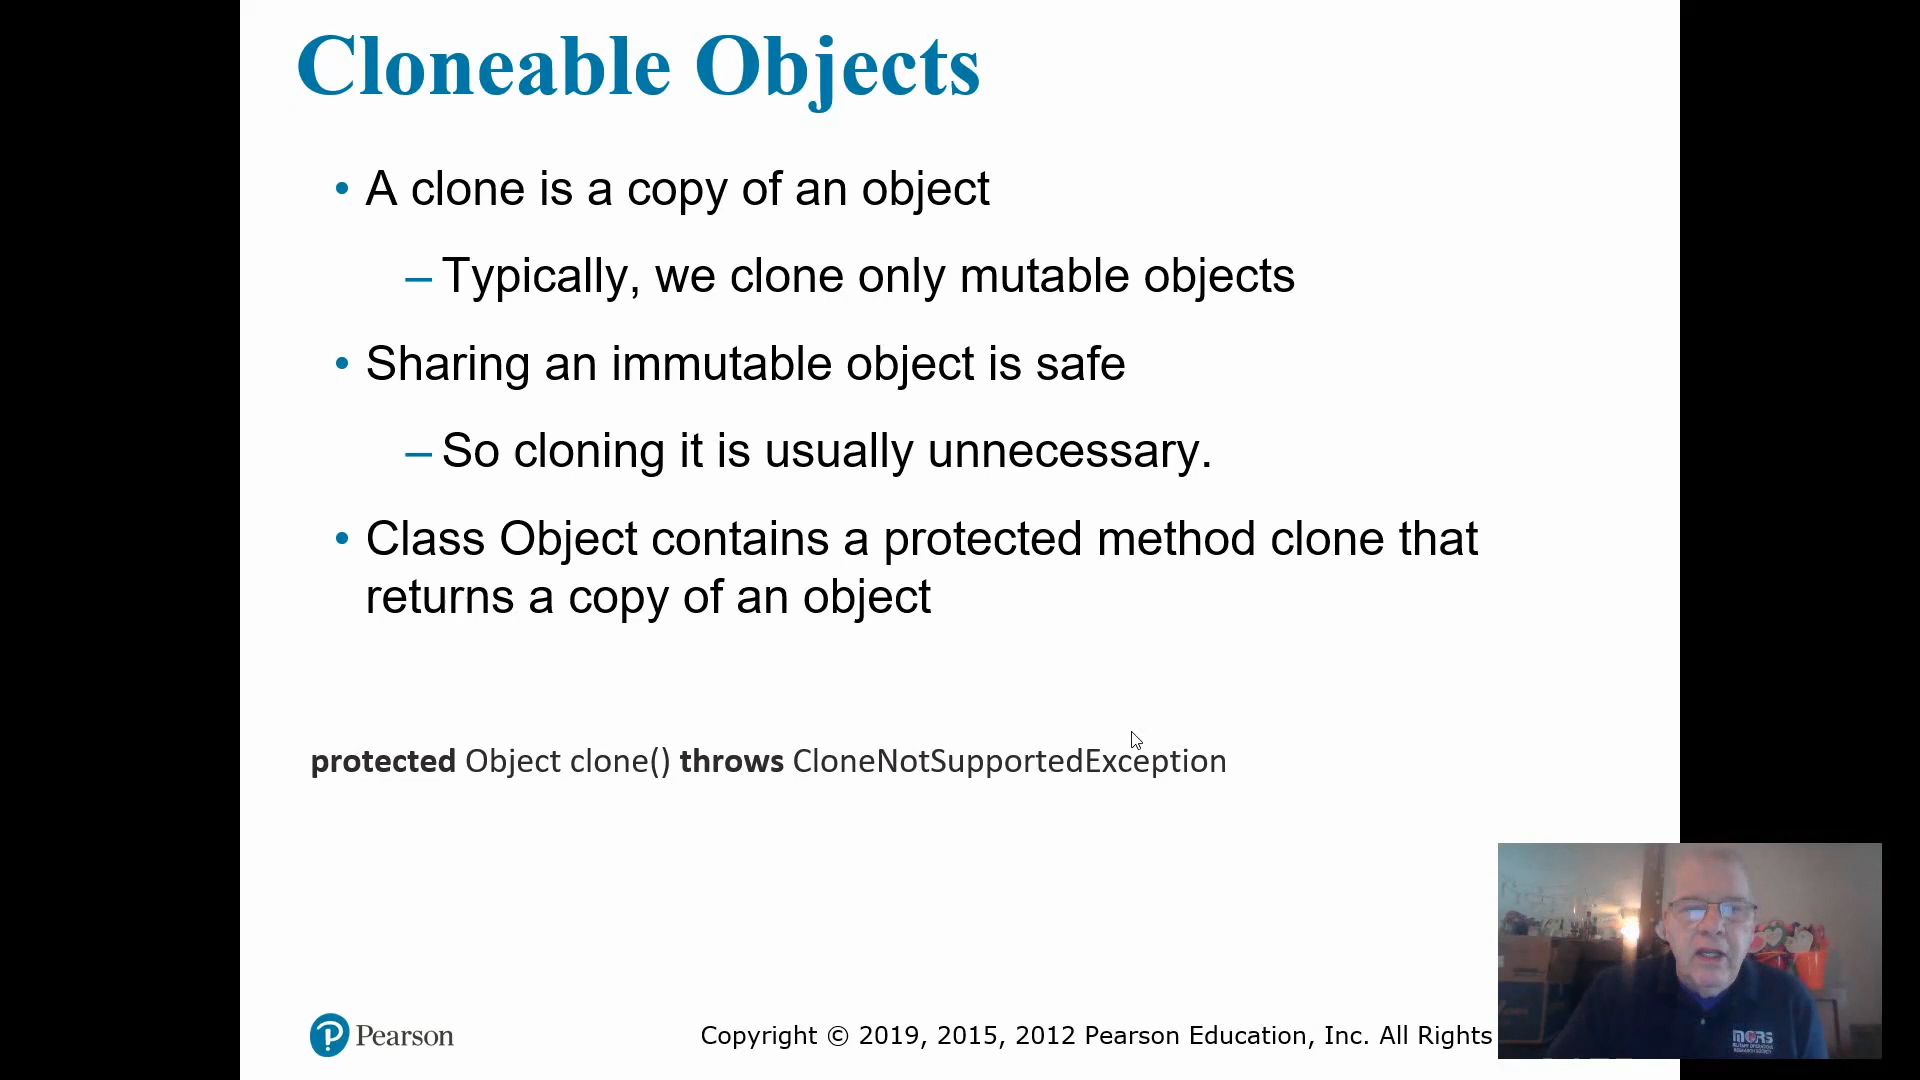 Cloneable Objects
• A clone is a copy of an object
– Typically, we clone only mutable objects
• Sharing an immutable object is safe
– So cloning it is usually unnecessary.
• Class Object contains a protected method clone that
returns a copy of an object
protected Object clone() throws CloneNotSupportedException
Pearson
Copyright © 2019, 2015, 2012 Pearson Education, Inc. All Rights
MORS